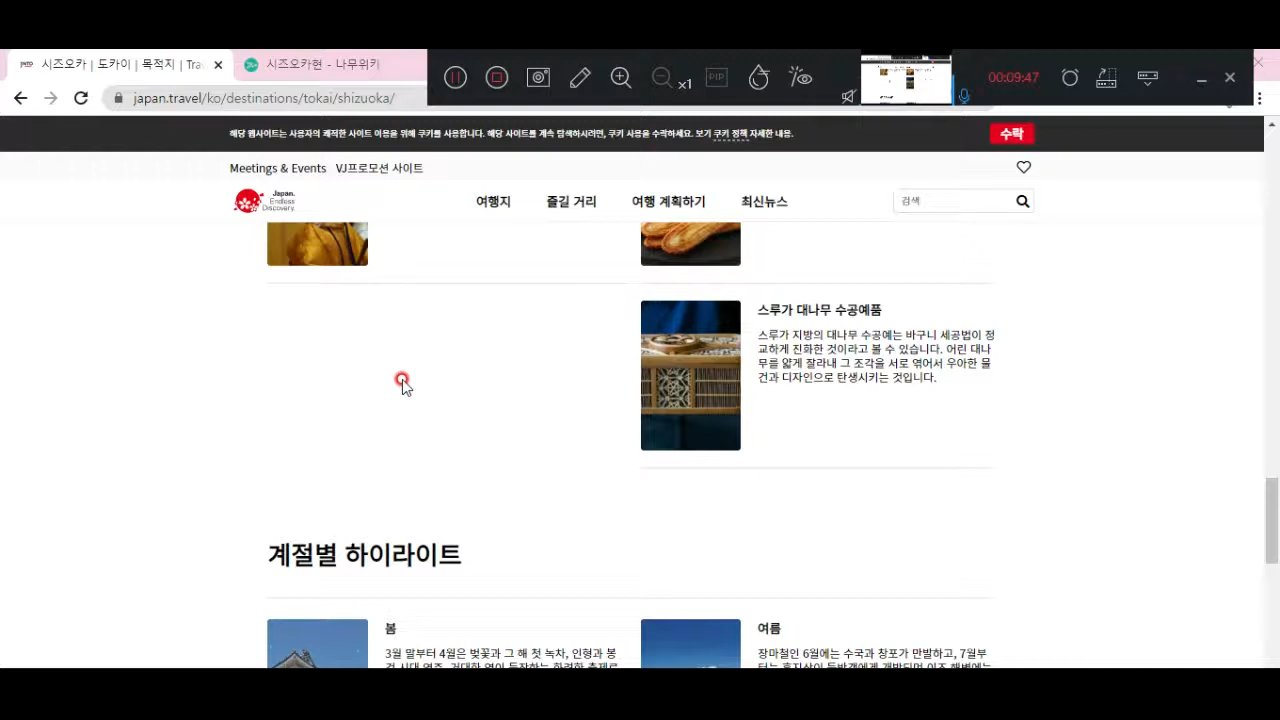 시즈오카 | 도카이 | 목적지 | Trav
시즈오카현 - 나무위키
x1
PIP
00:09:47
japan.travel/ko/destinations/tokai/shizuoka/
해당 웹사이트는 사용자의 쾌적한 사이트 이용을 위해 쿠키를 사용합니다. 해당 사이트를 계속 탐색하시려면, 쿠키 사용을 수락하세요. 보기 쿠키 정책 자세한 내용.
수락
Meetings & Events VJ프로모션 사이트
Japan.
Endless
Discovery.
여행지 즐길 거리 여행 계획하기 최신뉴스
검색
스루가 대나무 수공예품
스루가 지방의 대나무 수공예는 바구니 세공법이 정
교하게 진화한 것이라고 볼 수 있습니다. 어린 대나
무를 얇게 잘라내 그 조각을 서로 엮어서 우아한 물
건과 디자인으로 탄생시키는 것입니다.
계절별 하이라이트
봄
3월 말부터 4월은 벚꽃과 그 해 첫 녹차, 인형과 봉
여름
장마철인 6월에는 수국과 창포가 만발하고, 7월부